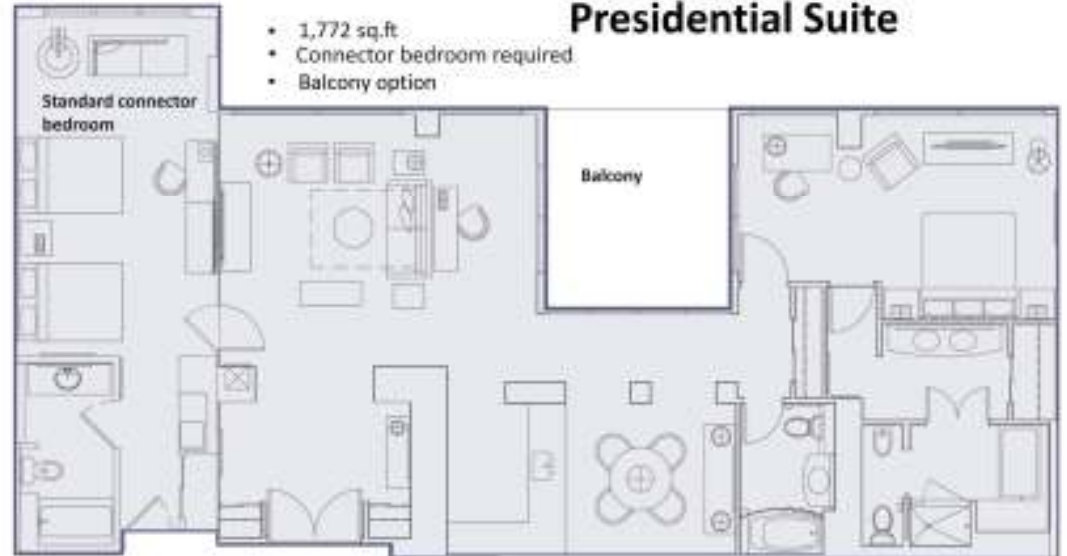 Presidential Suite
• 1,772 sq.ft
• Connector bedroom required
• Balcony option
Standard connector
bedroom
Balcony